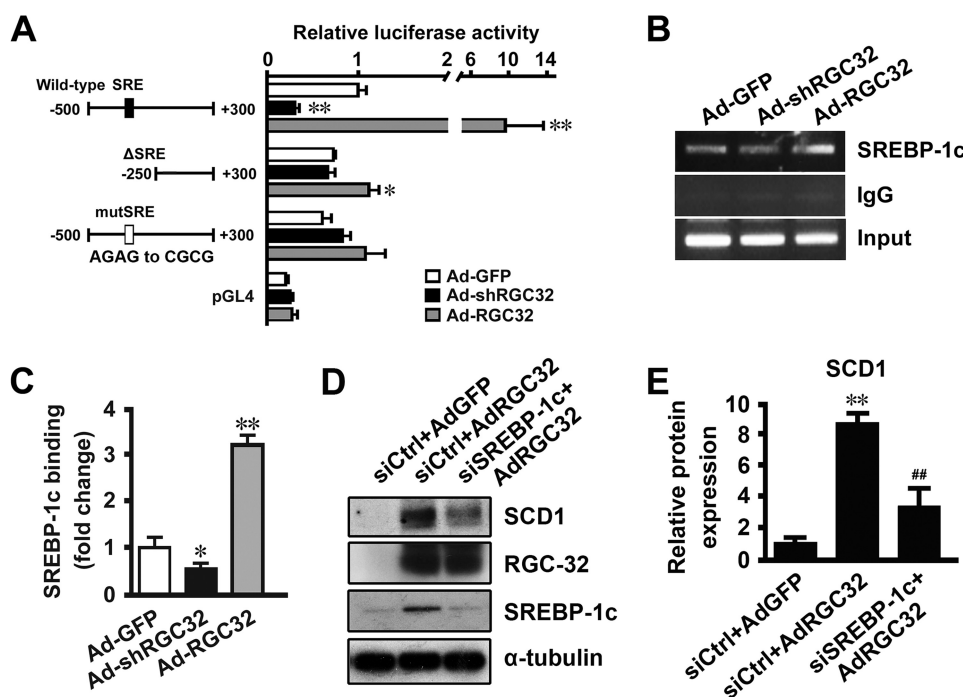 A
Relative luciferase activity
0 1 2 6 10 14
Wild-type SRE
-500 +300
**
**
ΔSRE
-250 +300
*
mutSRE
-500 +300
AGAG to CGCG
pGL4
Ad-GFP
Ad-shRGC32
Ad-RGC32
B
Ad-GFP
Ad-shRGC32
Ad-RGC32
SREBP-1c
IgG
Input
C
SREBP-1c binding
(fold change)
4
3
2
1
0
*
**
Ad-GFP
Ad-shRGC32
Ad-RGC32
D
siCtrl+AdGFP
siCtrl+AdRGC32
siSREBP-1c+
AdRGC32
SCD1
RGC-32
SREBP-1c
α-tubulin
E
SCD1
Relative protein
expression
10
8
6
4
2
0
**
##
siCtrl+AdGFP
siCtrl+AdRGC32
siSREBP-1c+
AdRGC32